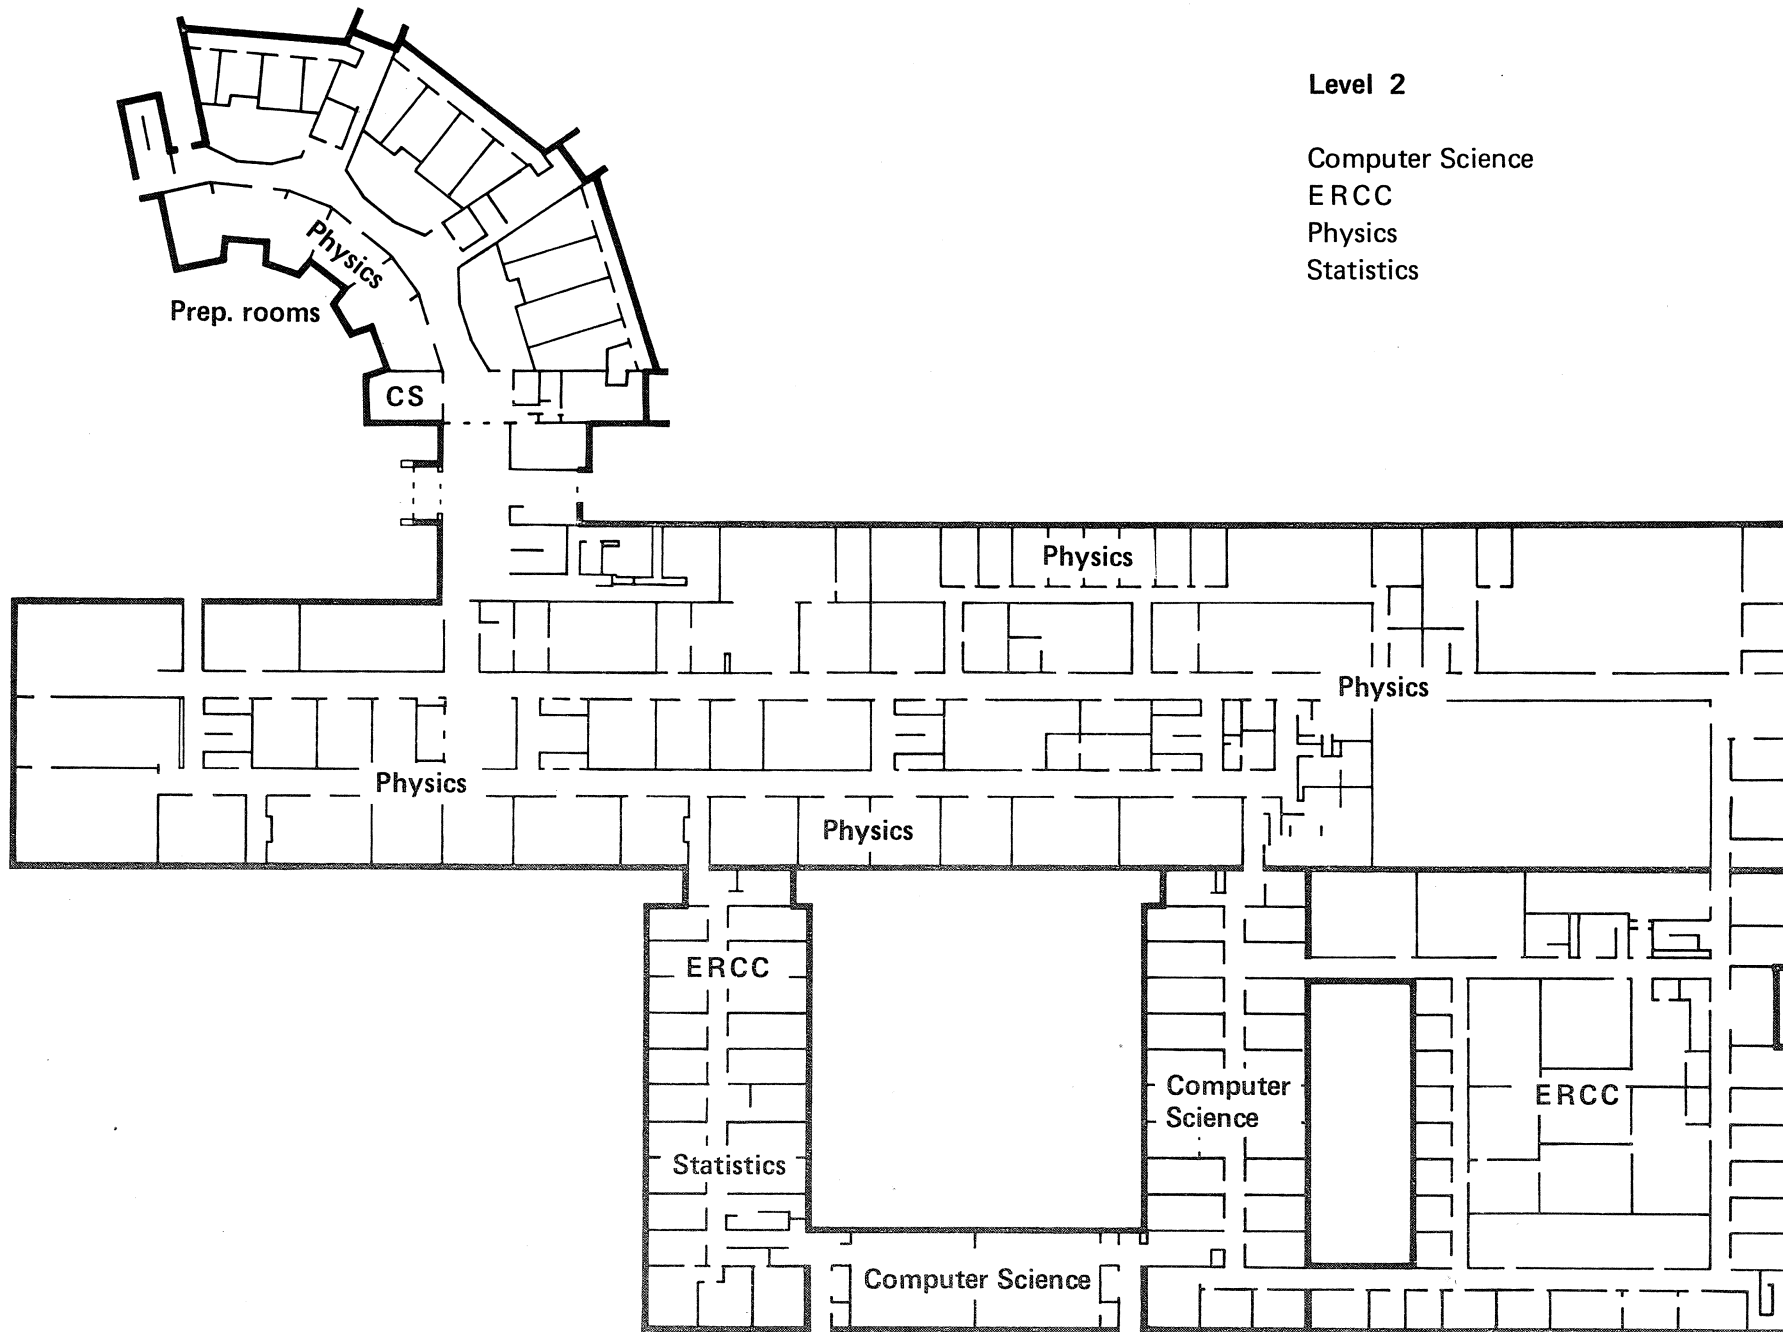 Level 2
Computer Science
ERCC
Physics
Statistics
Physics
Prep. rooms
CS
Physics
Physics
Physics
Physics
ERCC
Computer
Science
ERCC
Statistics
Computer Science